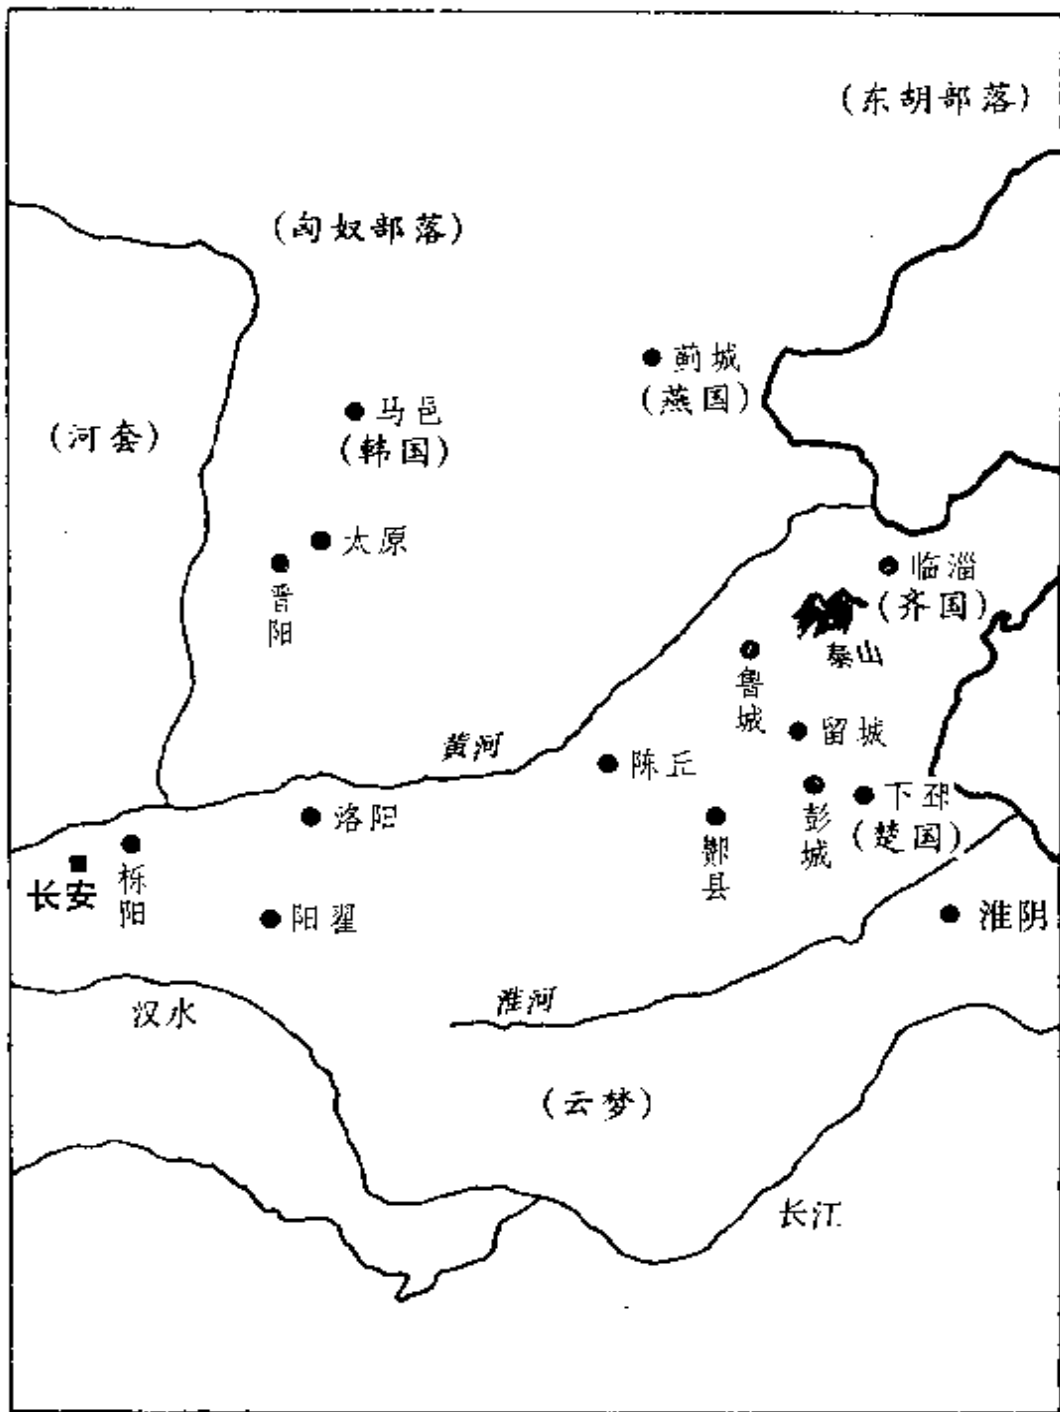 (东胡部落)
(匈奴部落)
蓟城
(燕国)
马邑
(韩国)
(河套)
太原
晋阳
临淄
(齐国)
泰山
鲁城
留城
黄河
陈丘
洛阳
彭城
下邳
(楚国)
酂县
栎阳
长安
阳翟
淮阴
淮河
汉水
(云梦)
长江